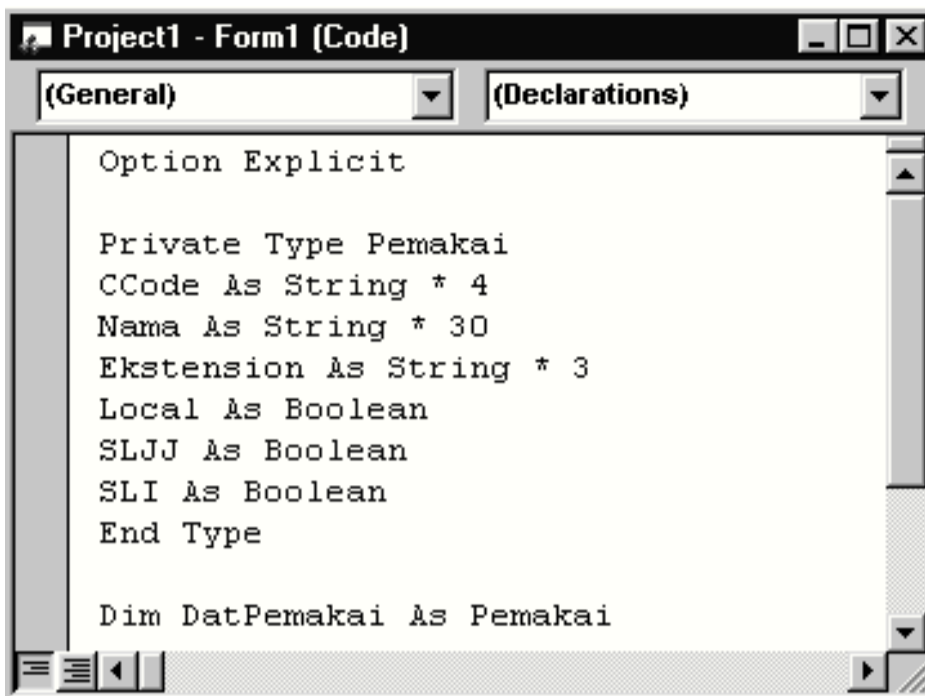 Project1 - Form1 (Code)
(General) (Declarations)
Option Explicit
Private Type Pemakai
CCode As String * 4
Nama As String * 30
Ekstension As String * 3
Local As Boolean
SLJJ As Boolean
SLI As Boolean
End Type
Dim DatPemakai As Pemakai